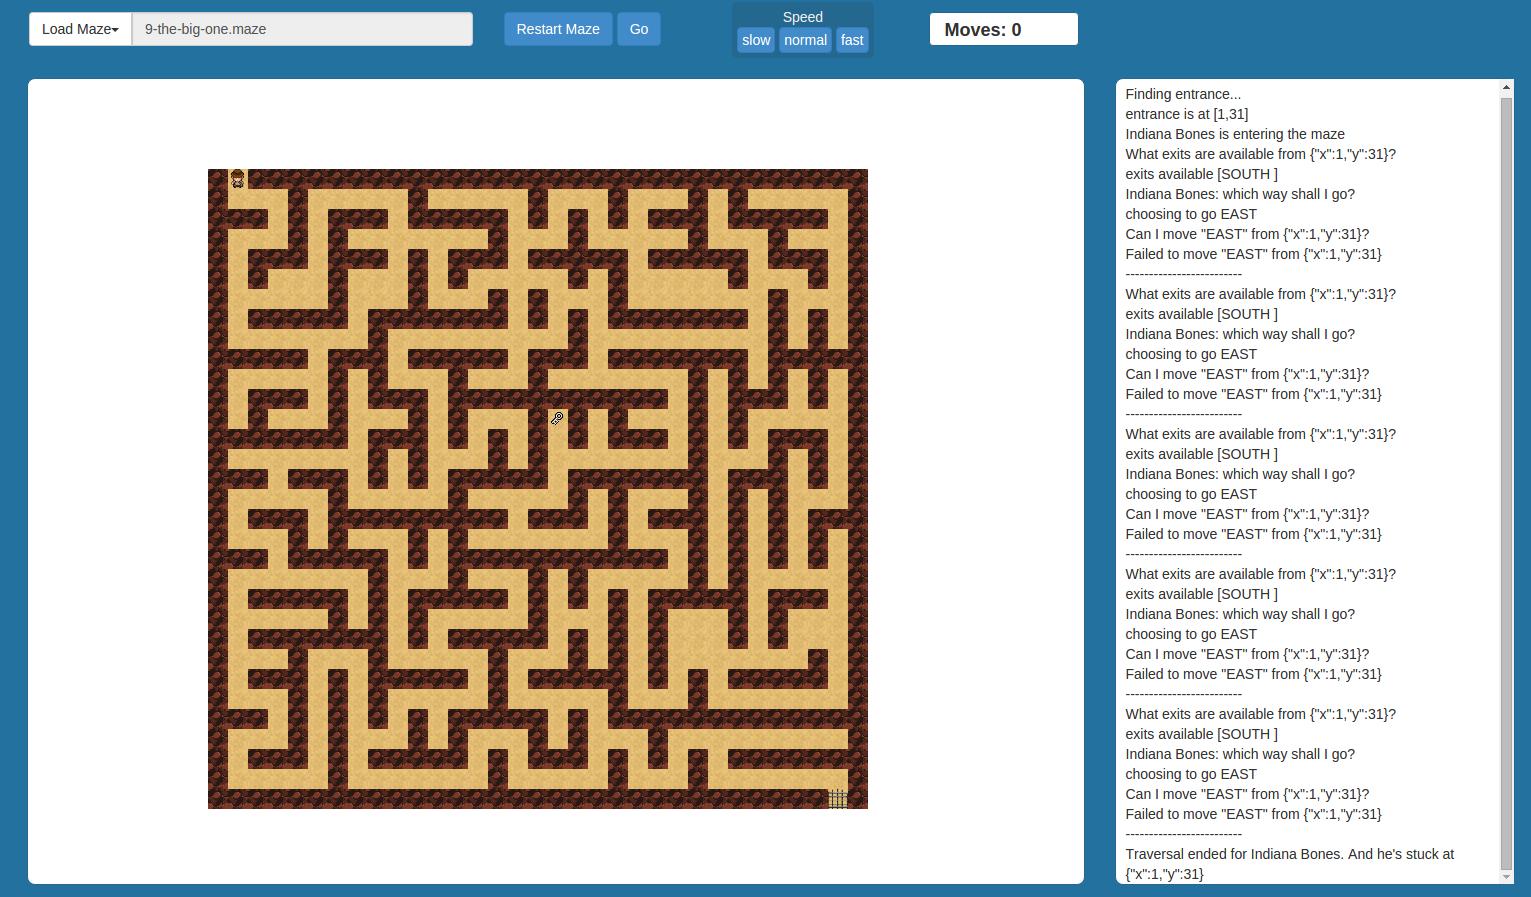 Load Maze
9-the-big-one.maze
Restart Maze
Go
Speed
slow
normal
fast
Moves: 0
Finding entrance...
entrance is at [1,31]
Indiana Bones is entering the maze
What exits are available from {"x":1,"y":31}?
exits available [SOUTH ]
Indiana Bones: which way shall I go?
choosing to go EAST
Can I move "EAST" from {"x":1,"y":31}?
Failed to move "EAST" from {"x":1,"y":31}
-------------------------
What exits are available from {"x":1,"y":31}?
exits available [SOUTH ]
Indiana Bones: which way shall I go?
choosing to go EAST
Can I move "EAST" from {"x":1,"y":31}?
Failed to move "EAST" from {"x":1,"y":31}
-------------------------
What exits are available from {"x":1,"y":31}?
exits available [SOUTH ]
Indiana Bones: which way shall I go?
choosing to go EAST
Can I move "EAST" from {"x":1,"y":31}?
Failed to move "EAST" from {"x":1,"y":31}
-------------------------
What exits are available from {"x":1,"y":31}?
exits available [SOUTH ]
Indiana Bones: which way shall I go?
choosing to go EAST
Can I move "EAST" from {"x":1,"y":31}?
Failed to move "EAST" from {"x":1,"y":31}
-------------------------
What exits are available from {"x":1,"y":31}?
exits available [SOUTH ]
Indiana Bones: which way shall I go?
choosing to go EAST
Can I move "EAST" from {"x":1,"y":31}?
Failed to move "EAST" from {"x":1,"y":31}
-------------------------
Traversal ended for Indiana Bones. And he's stuck at
{"x":1,"y":31}